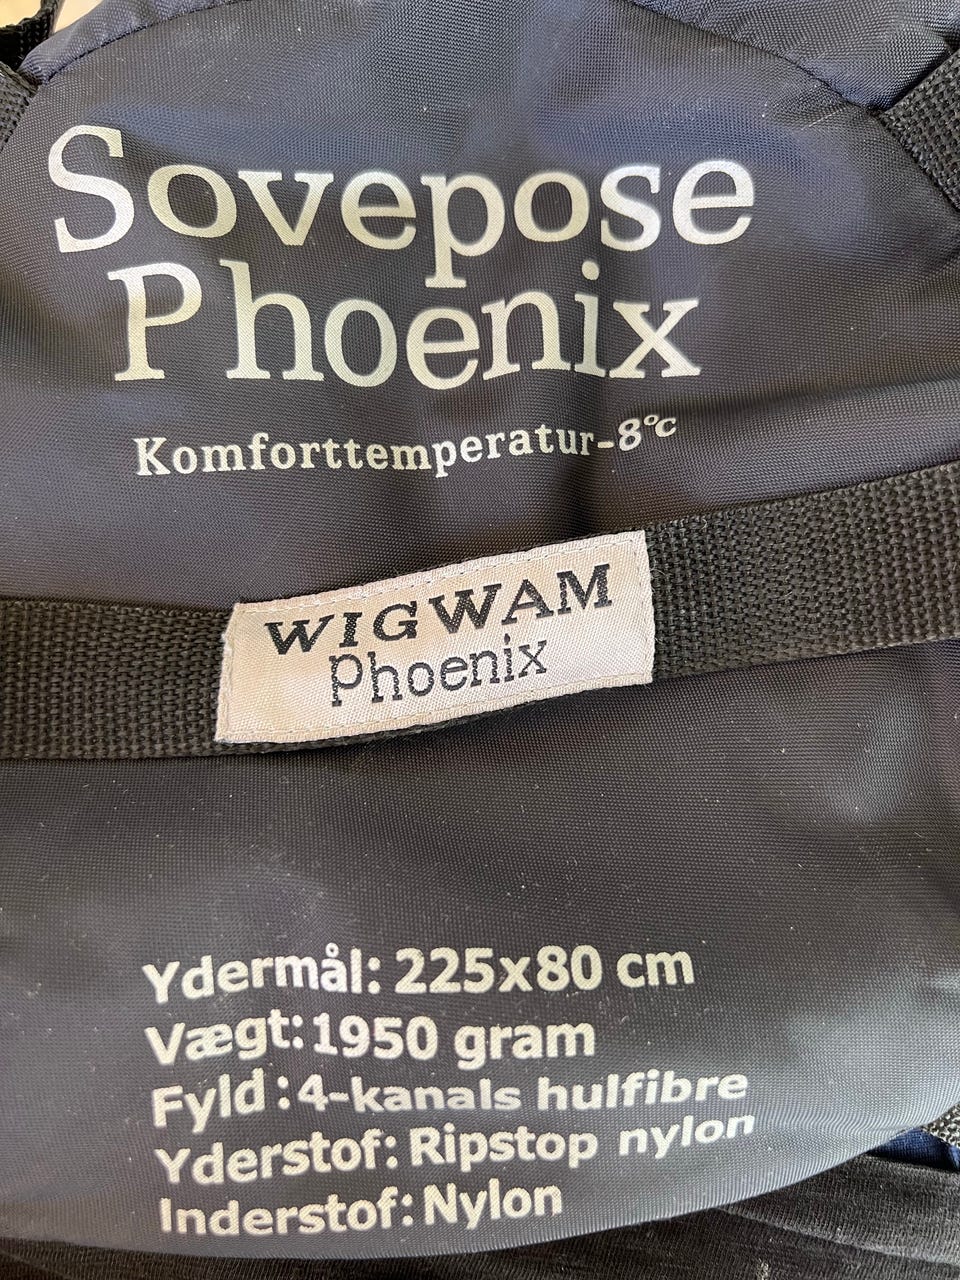 Sovepose
Phoenix
Komforttemperatur-8°C
WIGWAM
Phoenix
Ydermål: 225x80 cm
Vægt: 1950 gram
Fyld: 4-kanals hulfibre
Yderstof: Ripstop nylon
Inderstof: Nylon